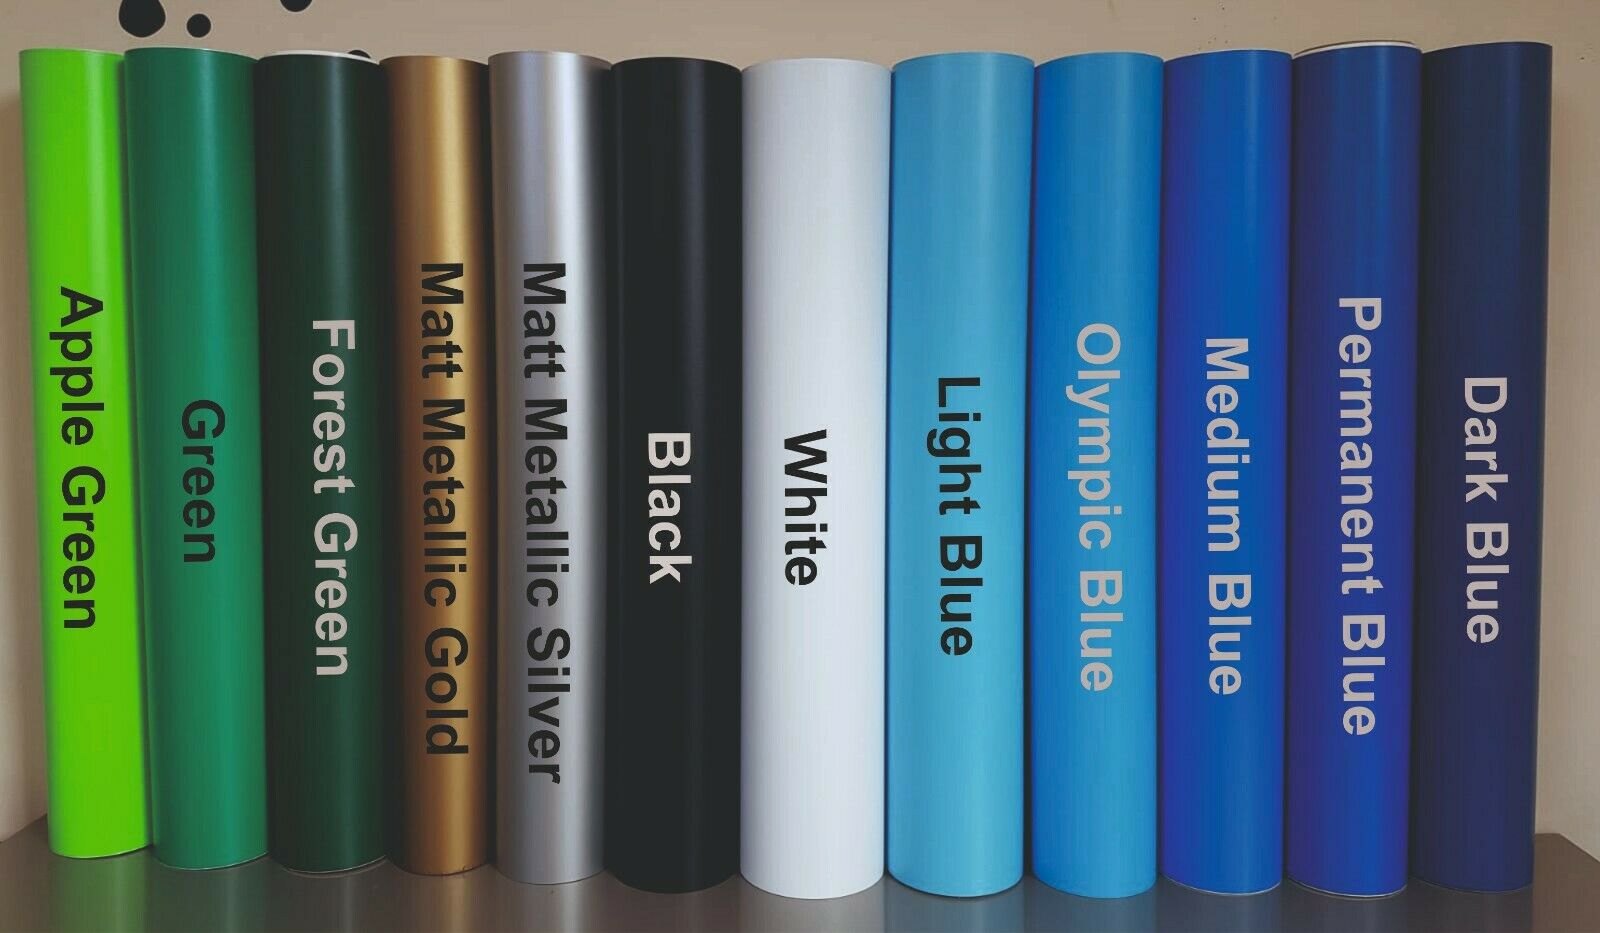 Apple Green
Green
Forest Green
Matt Metallic Gold
Matt Metallic Silver
Black
White
Light Blue
Olympic Blue
Medium Blue
Permanent Blue
Dark Blue